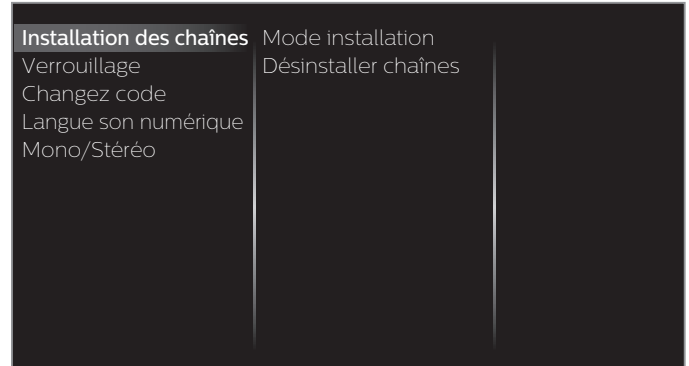 Installation des chaînes
Verrouillage
Changez code
Langue son numérique
Mono/Stéréo
Mode installation
Désinstaller chaînes